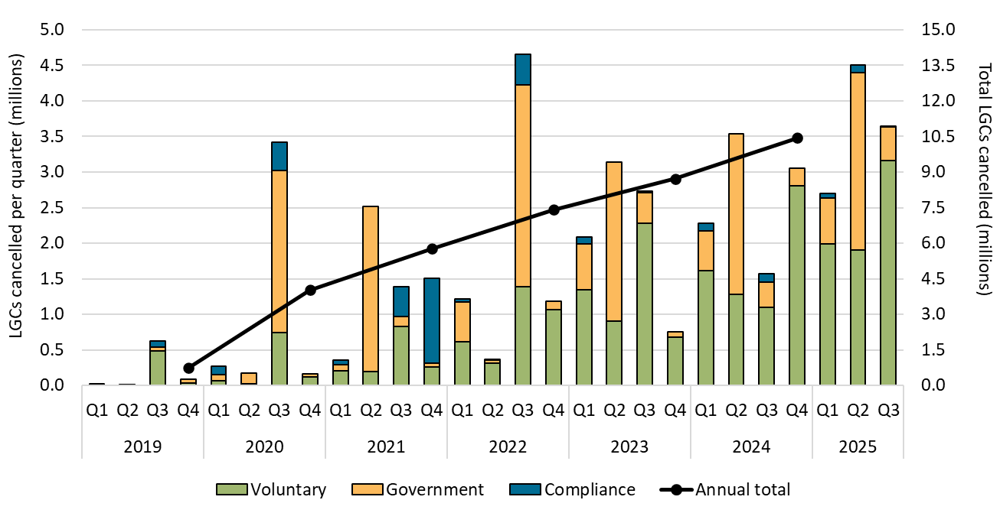 5.0 15.0
4.5 13.5
4.0 12.0
3.5 10.5
3.0 9.0
2.5 7.5
2.0 6.0
1.5 4.5
1.0 3.0
0.5 1.5
0.0 0.0
LGCs cancelled per quarter (millions)
Total LGCs cancelled (millions)
Q1 Q2 Q3 Q4 Q1 Q2 Q3 Q4 Q1 Q2 Q3 Q4 Q1 Q2 Q3 Q4 Q1 Q2 Q3 Q4 Q1 Q2 Q3 Q4 Q1 Q2 Q3
2019 2020 2021 2022 2023 2024 2025
Voluntary Government Compliance Annual total